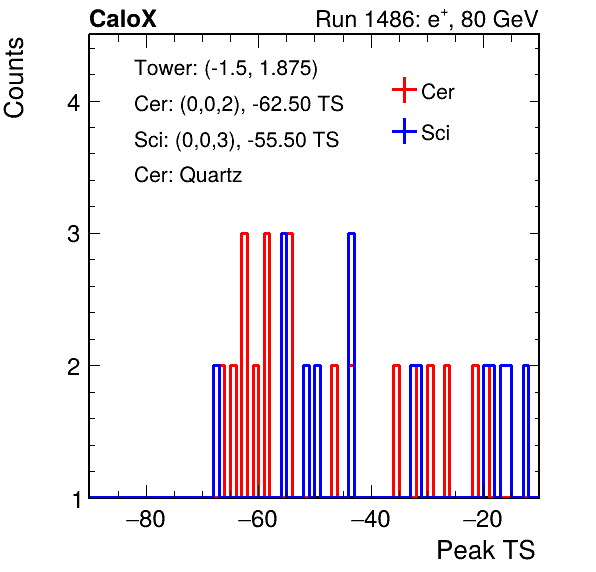 CaloX Run 1486: e⁺, 80 GeV
Counts
Tower: (-1.5, 1.875)
Cer: (0,0,2), -62.50 TS
Sci: (0,0,3), -55.50 TS
Cer: Quartz
Cer
Sci
4
3
2
1
−80 −60 −40 −20
Peak TS